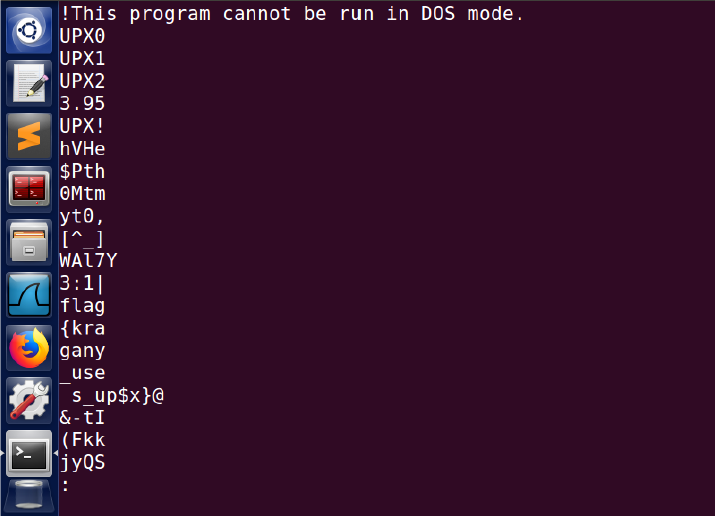 !This program cannot be run in DOS mode.
UPX0
UPX1
UPX2
3.95
UPX!
hVHe
$Pth
0Mtm
yt0,
[^_]
WAl7Y
3:1|
flag
{kra
gany
_use
_s_up$x}@
&-tI
(Fkk
jyQS
: